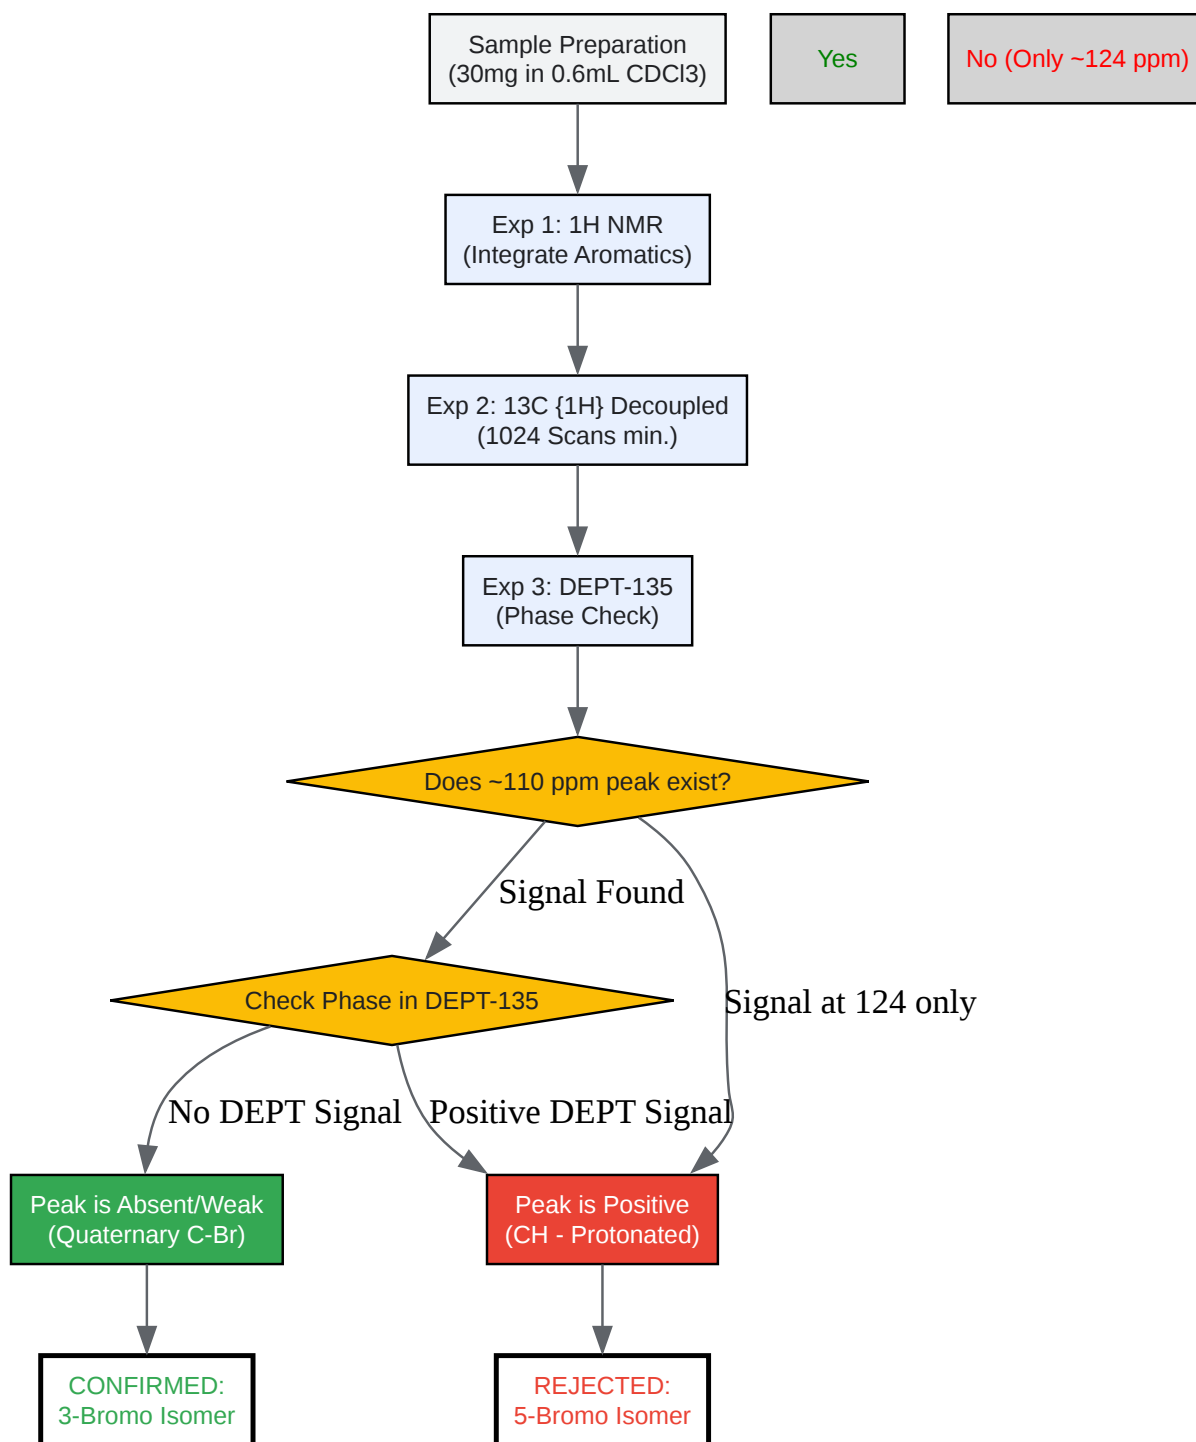 Sample Preparation
(30mg in 0.6mL CDCl3)
Yes
No (Only ~124 ppm)
Exp 1: 1H NMR
(Integrate Aromatics)
Exp 2: 13C {1H} Decoupled
(1024 Scans min.)
Exp 3: DEPT-135
(Phase Check)
Does ~110 ppm peak exist?
Signal Found
Check Phase in DEPT-135
Signal at 124 only
No DEPT Signal
Positive DEPT Signal
Peak is Absent/Weak
(Quaternary C-Br)
Peak is Positive
(CH - Protonated)
CONFIRMED:
3-Bromo Isomer
REJECTED:
5-Bromo Isomer